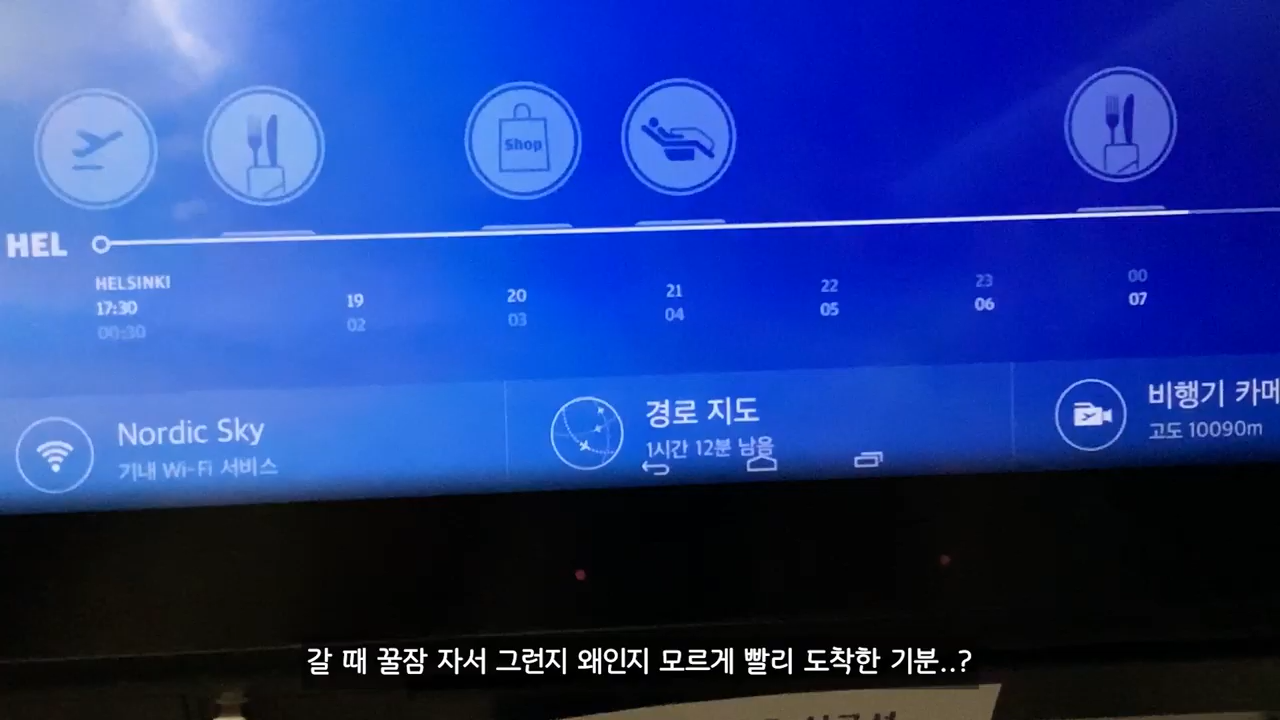 Shop
HEL
HELSINKI
17:30
00:30
19 20 21 22 23 00
02 03 04 05 06 07
Nordic Sky
기내 Wi-Fi 서비스
경로 지도
1시간 12분 남음
비행기 카메
고도 10090m
갈 때 꿀잠 자서 그런지 왜인지 모르게 빨리 도착한 기분..?